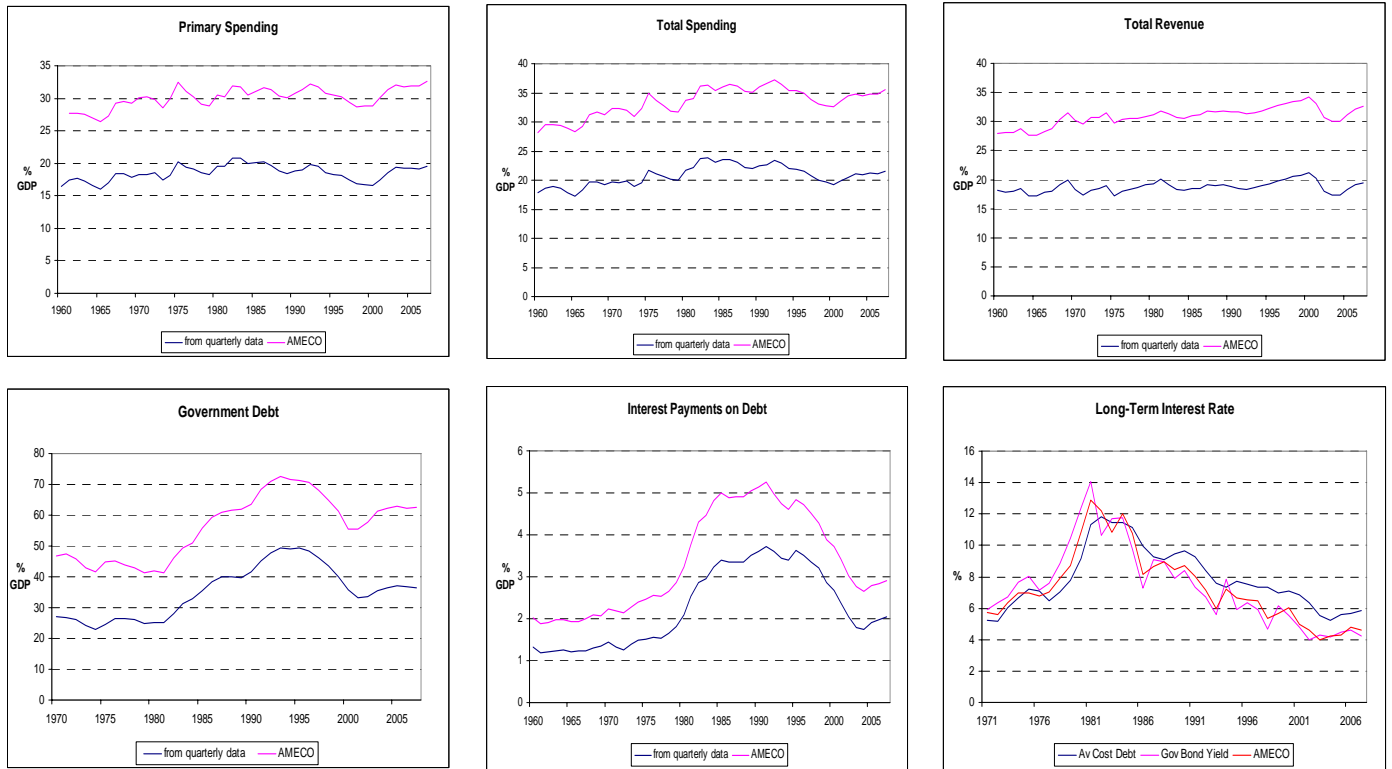 Primary Spending
35
30
25
20
15
10
5
0
%
GDP
1960 1965 1970 1975 1980 1985 1990 1995 2000 2005
from quarterly data AMECO
Total Spending
40
35
30
25
20
15
10
5
0
%
GDP
1960 1965 1970 1975 1980 1985 1990 1995 2000 2005
from quarterly data AMECO
Total Revenue
40
35
30
25
20
15
10
5
0
%
GDP
1960 1965 1970 1975 1980 1985 1990 1995 2000 2005
from quarterly data AMECO
Government Debt
80
70
60
50
40
30
20
10
0
%
GDP
1970 1975 1980 1985 1990 1995 2000 2005
from quarterly data AMECO
Interest Payments on Debt
6
5
4
3
2
1
0
%
GDP
1960 1965 1970 1975 1980 1985 1990 1995 2000 2005
from quarterly data AMECO
Long-Term Interest Rate
16
14
12
10
8
6
4
2
0
%
1971 1976 1981 1986 1991 1996 2001 2006
Av Cost Debt Gov Bond Yield AMECO